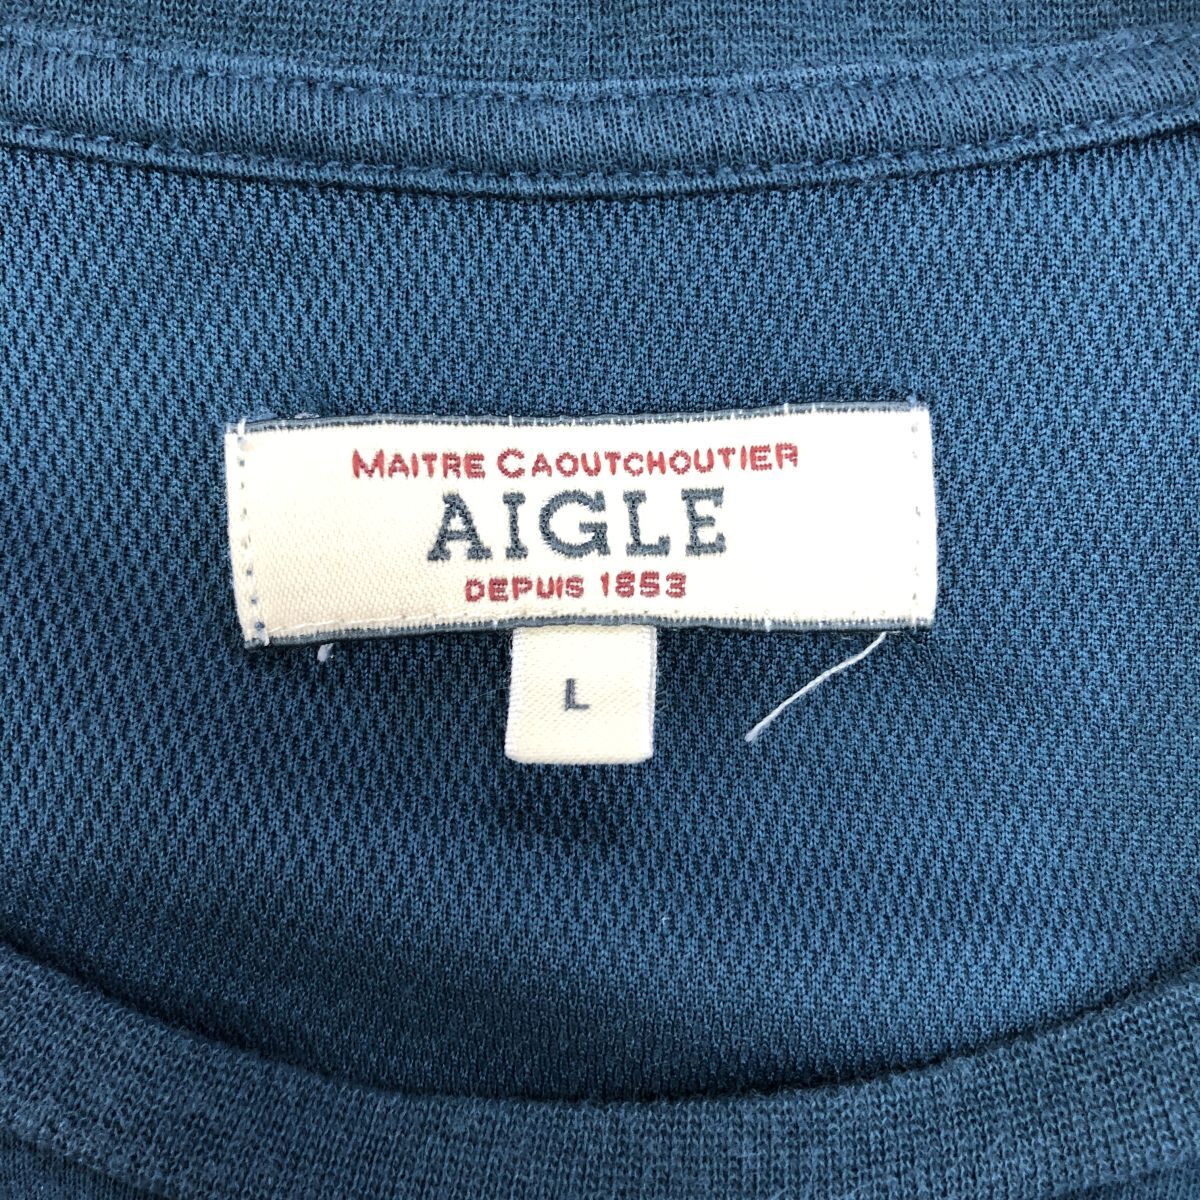 MAITRE CAOUTCHOUTIER
AIGLE
DEPUIS 1853
L